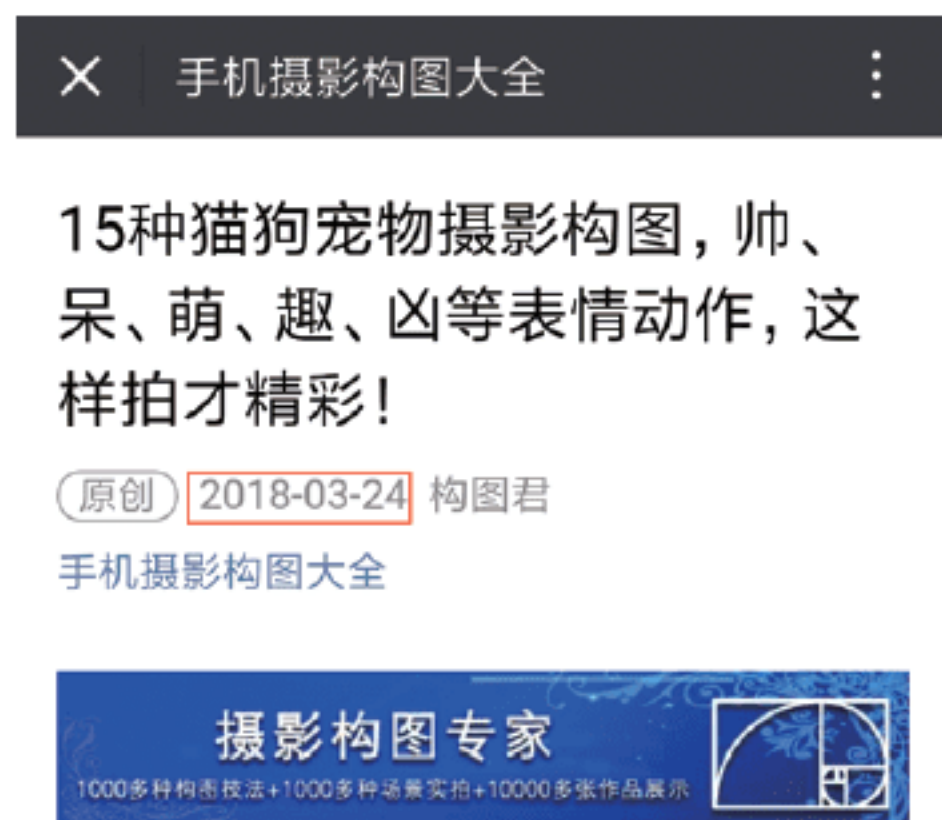 手机摄影构图大全
15种猫狗宠物摄影构图，帅、
呆、萌、趣、凶等表情动作，这
样拍才精彩！
原创 2018-03-24 构图君
手机摄影构图大全
摄影构图专家
1000多种构图技法+1000多种场景实拍+10000多张作品展示